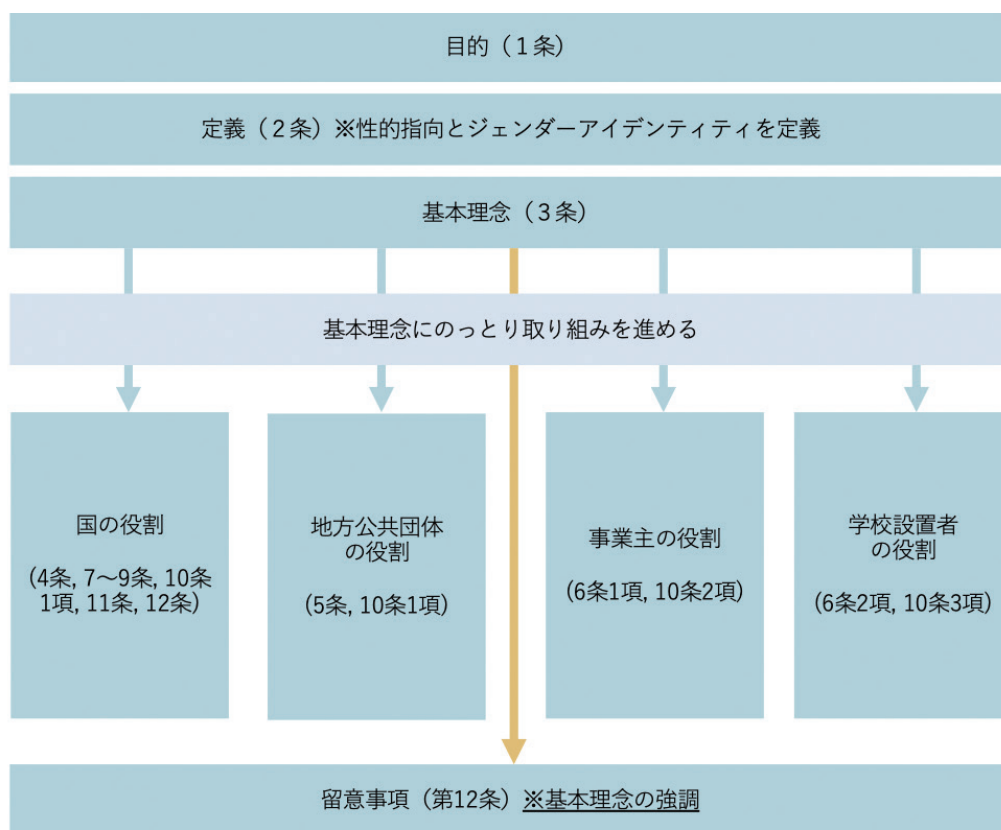 目的（１条）
定義（２条）※性的指向とジェンダーアイデンティティを定義
基本理念（３条）
基本理念にのっとり取り組みを進める
国の役割
(4条, 7〜9条, 10条
1項, 11条, 12条)
地方公共団体
の役割
(5条, 10条1項)
事業主の役割
(6条1項, 10条2項)
学校設置者
の役割
(6条2項, 10条3項)
留意事項（第12条）※基本理念の強調